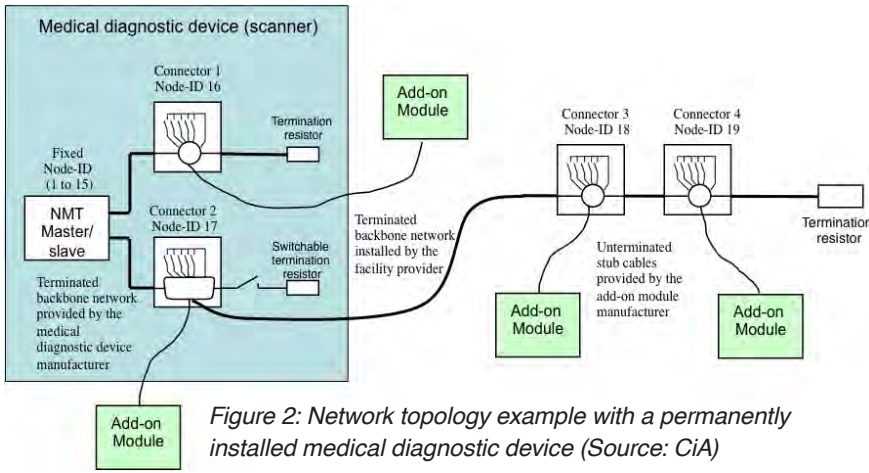 Medical diagnostic device (scanner)
Connector 1
Node-ID 16
Termination
resistor
Fixed
Node-ID
(1 to 15)
NMT
Master/
slave
Connector 2
Node-ID 17
Switchable
termination
resistor
Terminated
backbone network
provided by the
medical
diagnostic device
manufacturer
Add-on
Module
Add-on
Module
Terminated
backbone network
installed by the
facility provider
Connector 3
Node-ID 18
Connector 4
Node-ID 19
Termination
resistor
Unterminated
stub cables
provided by the
add-on module
manufacturer
Add-on
Module
Add-on
Module
Figure 2: Network topology example with a permanently
installed medical diagnostic device (Source: CiA)